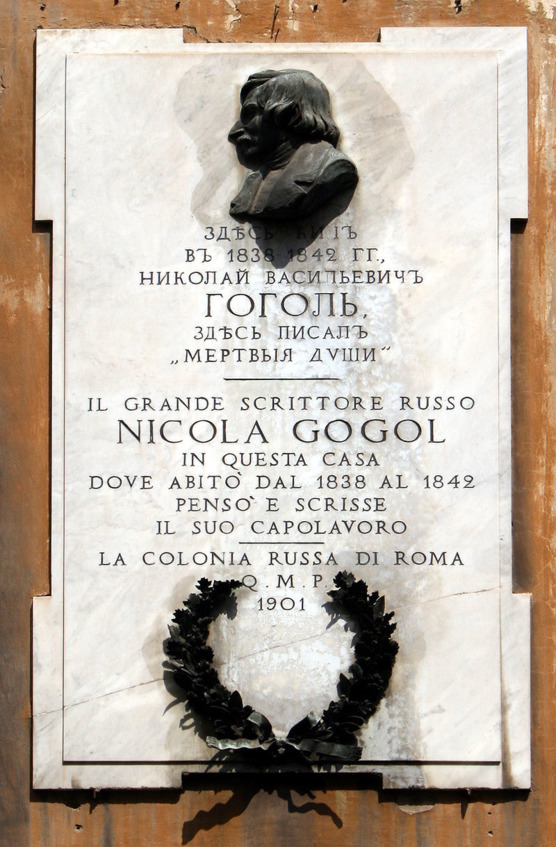 ЗДѢСЬ
ВЪ 1838-1842 ГГ.,
НИКОЛАЙ ВАСИЛЬЕВИЧЪ
ГОГОЛЬ,
ЗДѢСЬ ПИСАЛЪ
„МЕРТВЫЯ ДУШИ”
IL GRANDE SCRITTORE RUSSO
NICOLA GOGOL
IN QUESTA CASA
DOVE ABITÒ DAL 1838 AL 1842
PENSÒ E SCRISSE
IL SUO CAPOLAVORO
LA COLONIA RUSSA DI ROMA
Q.M.P.
1901